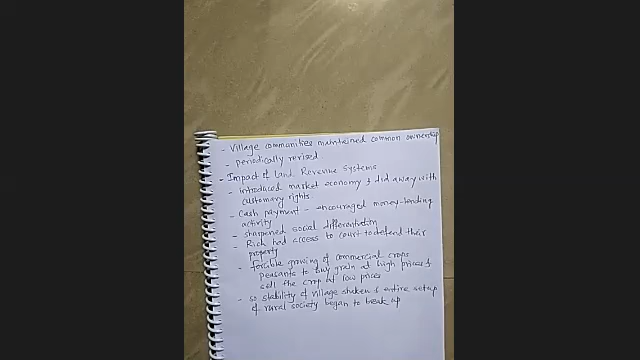 - Village communities maintained common ownership
- periodically revised.
- Impact of Land Revenue Systems
- introduced market economy & did away with
customary rights.
- Cash payment - encouraged money-lending
activity
- sharpened social differentiation
- Rich had access to court to defend their
property
- forcible growing of commercial crops
peasants to buy grain at high prices &
sell the crop at low prices
- so stability of village shaken & entire setup
of rural society began to break up